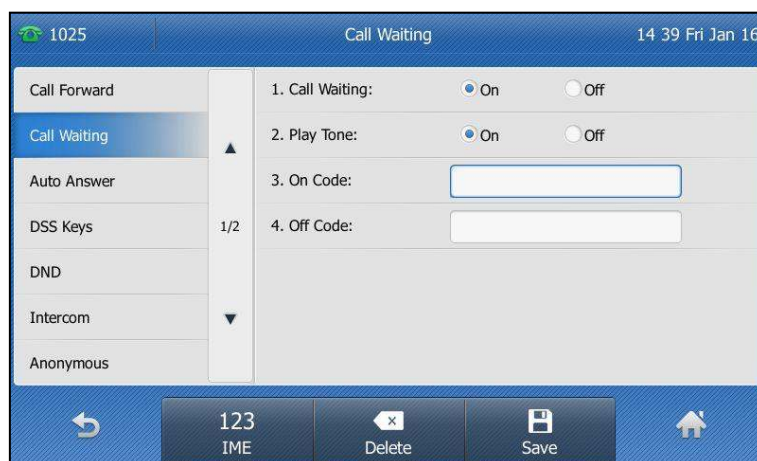 1025 Call Waiting 14 39 Fri Jan 16
Call Forward
Call Waiting
Auto Answer
DSS Keys
DND
Intercom
Anonymous
1/2
1. Call Waiting: On Off
2. Play Tone: On Off
3. On Code:
4. Off Code:
123
IME
Delete
Save